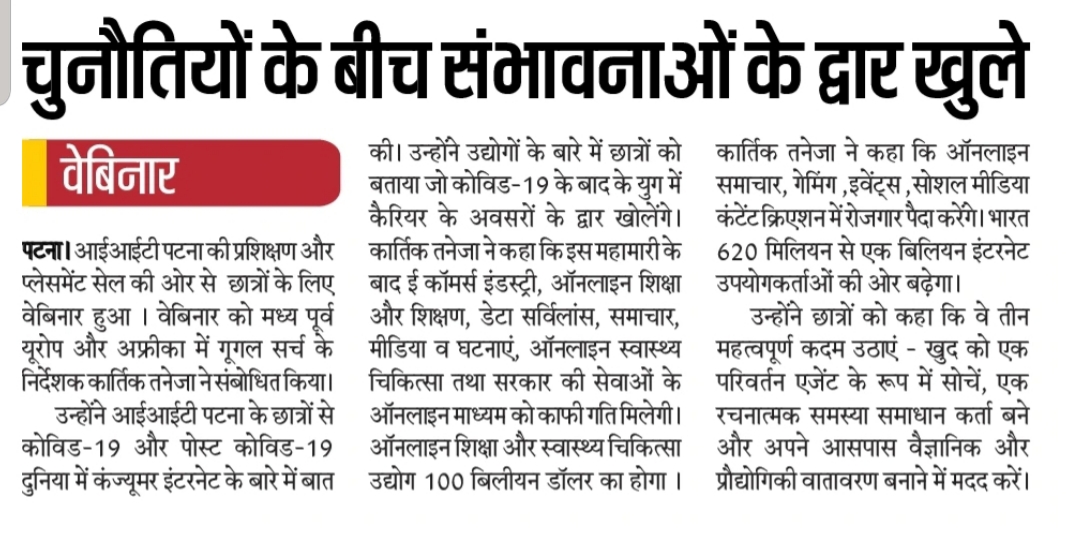 चुनौतियों के बीच संभावनाओं के द्वार खुले
वेबिनार
पटना। आईआईटी पटना की प्रशिक्षण और
प्लेसमेंट सेल की ओर से छात्रों के लिए
वेबिनार हुआ । वेबिनार को मध्य पूर्व
यूरोप और अफ्रीका में गूगल सर्च के
निर्देशक कार्तिक तनेजा ने संबोधित किया।
उन्होंने आईआईटी पटना के छात्रों से
कोविड-19 और पोस्ट कोविड-19
दुनिया में कंज्यूमर इंटरनेट के बारे में बात
की। उन्होंने उद्योगों के बारे में छात्रों को
बताया जो कोविड-19 के बाद के युग में
कैरियर के अवसरों के द्वार खोलेंगे।
कार्तिक तनेजा ने कहा कि इस महामारी के
बाद ई कॉमर्स इंडस्ट्री, ऑनलाइन शिक्षा
और शिक्षण, डेटा सर्विलांस, समाचार,
मीडिया व घटनाएं, ऑनलाइन स्वास्थ्य
चिकित्सा तथा सरकार की सेवाओं के
ऑनलाइन माध्यम को काफी गति मिलेगी।
ऑनलाइन शिक्षा और स्वास्थ्य चिकित्सा
उद्योग 100 बिलीयन डॉलर का होगा ।
कार्तिक तनेजा ने कहा कि ऑनलाइन
समाचार, गेमिंग ,इवेंट्स ,सोशल मीडिया
कंटेंट क्रिएशन में रोजगार पैदा करेंगे। भारत
620 मिलियन से एक बिलियन इंटरनेट
उपयोगकर्ताओं की ओर बढ़ेगा।
उन्होंने छात्रों को कहा कि वे तीन
महत्वपूर्ण कदम उठाएं - खुद को एक
परिवर्तन एजेंट के रूप में सोचें, एक
रचनात्मक समस्या समाधान कर्ता बने
और अपने आसपास वैज्ञानिक और
प्रौद्योगिकी वातावरण बनाने में मदद करें।